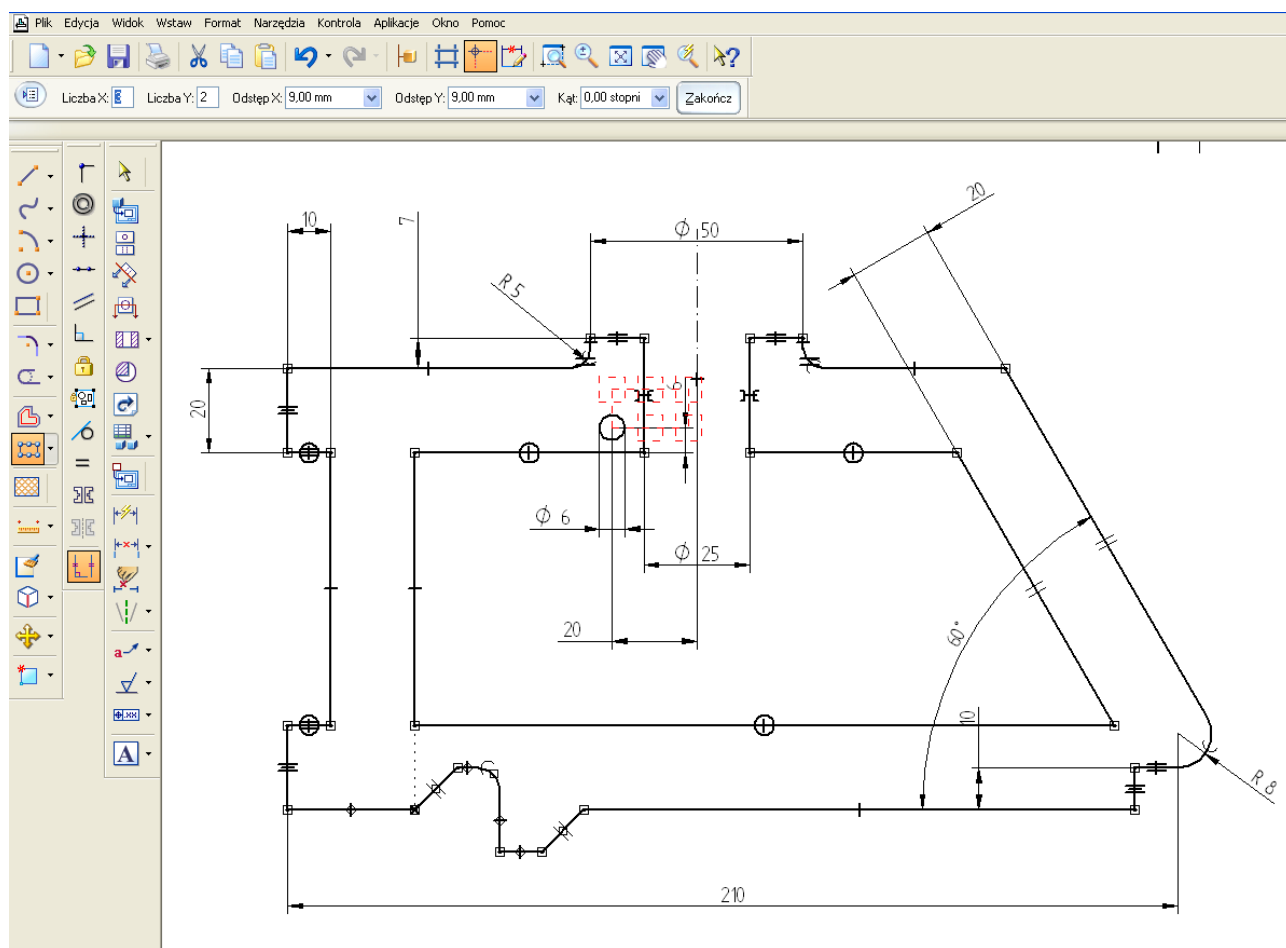 Plik Edycja Widok Wstaw Format Narzędzia Kontrola Aplikacje Okno Pomoc
Liczba X: Liczba Y: 2 Odstęp X: 9,00 mm Odstęp Y: 9,00 mm Kąt: 0,00 stopni Zakończ
20
10
7
Ø 50
R 5
6
20
Ø 6
Ø 25
20
60°
10
R 8
210
A
a